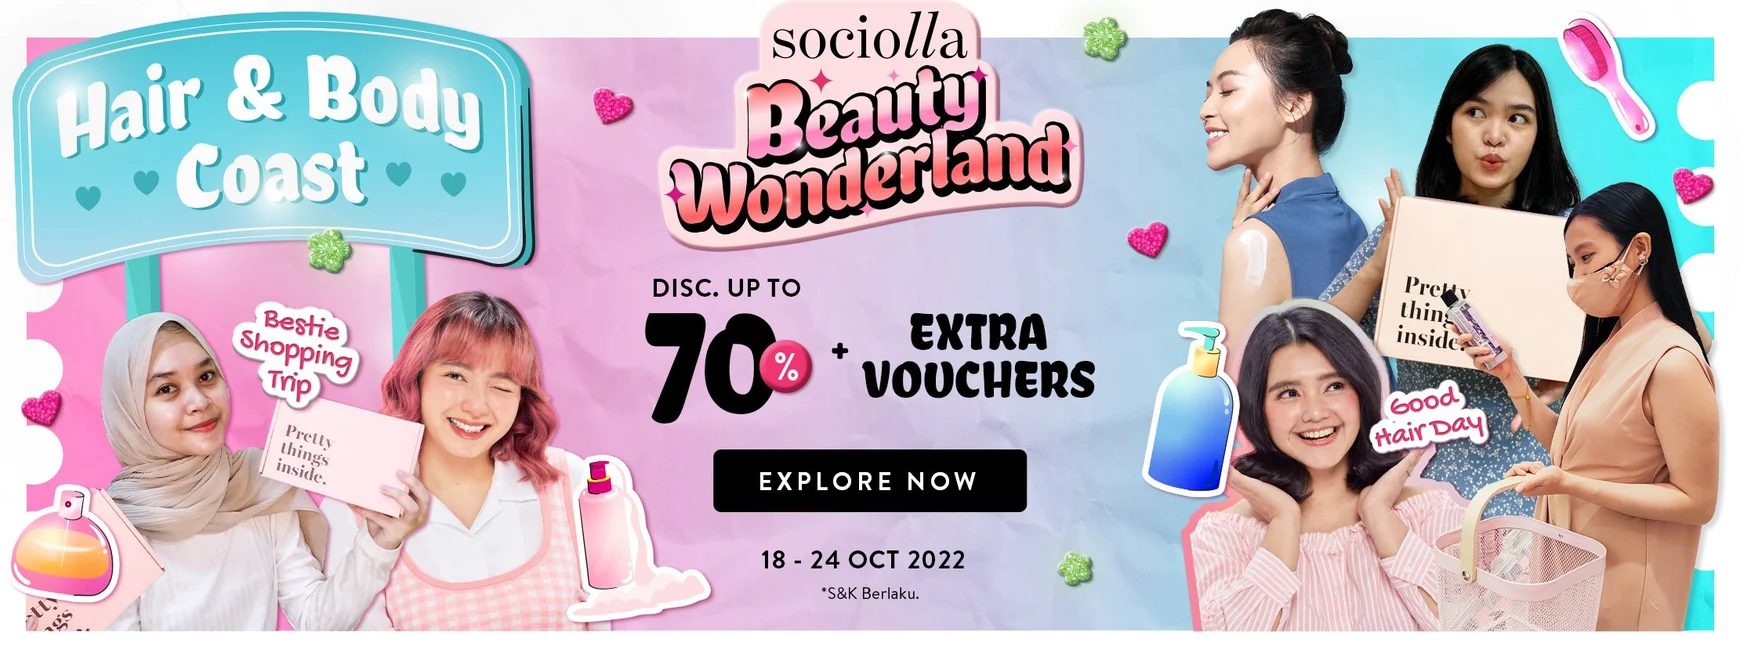 Hair & Body
Coast
Bestie
Shopping
Trip
Pretty
things
inside.
sociolla
Beauty
Wonderland
DISC. UP TO
70%
+
EXTRA
VOUCHERS
EXPLORE NOW
18 - 24 OCT 2022
*S&K Berlaku.
Pretty
inside.
Good
Hair Day